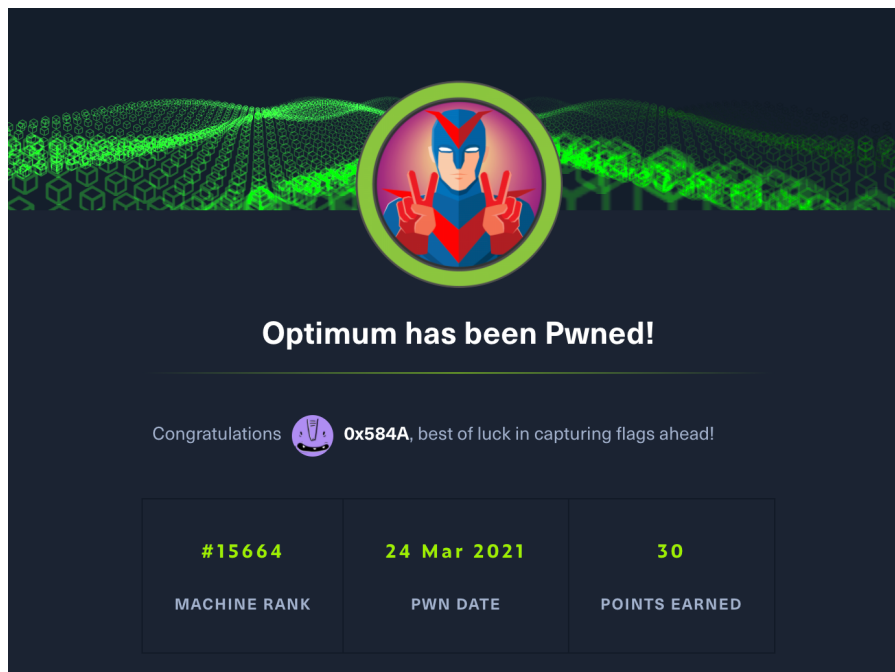 Optimum has been Pwned!
Congratulations 0x584A, best of luck in capturing flags ahead!
#15664 24 Mar 2021 30
MACHINE RANK PWN DATE POINTS EARNED